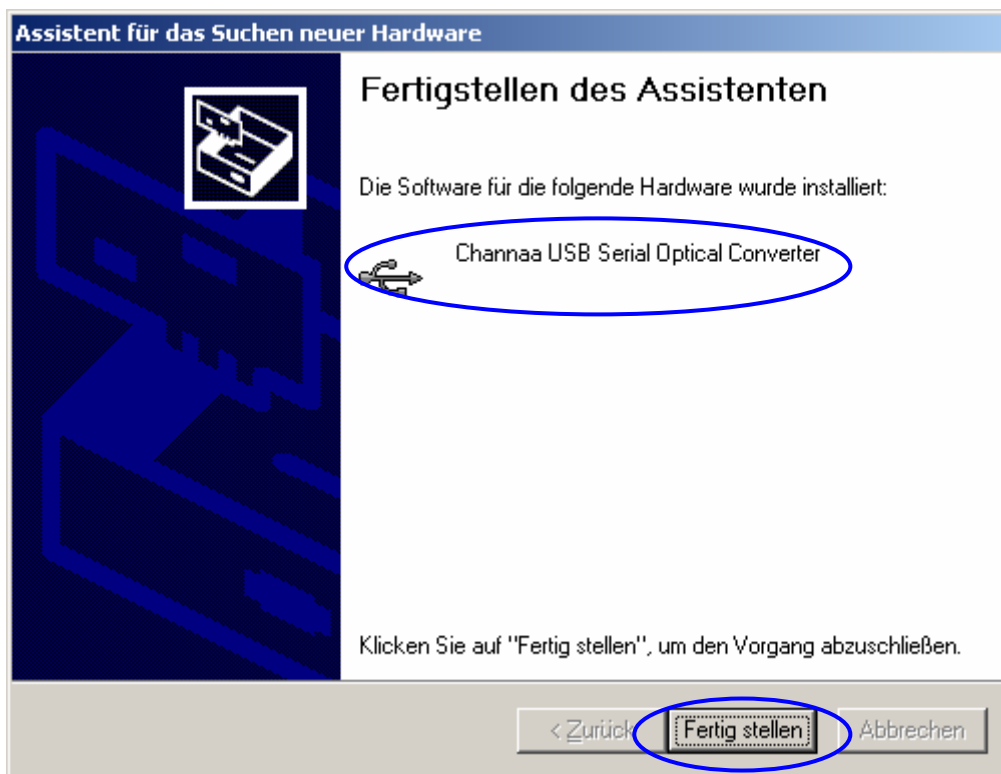 Assistent für das Suchen neuer Hardware
Fertigstellen des Assistenten
Die Software für die folgende Hardware wurde installiert:
Channaa USB Serial Optical Converter
Klicken Sie auf "Fertig stellen", um den Vorgang abzuschließen.
< Zurück Fertig stellen Abbrechen